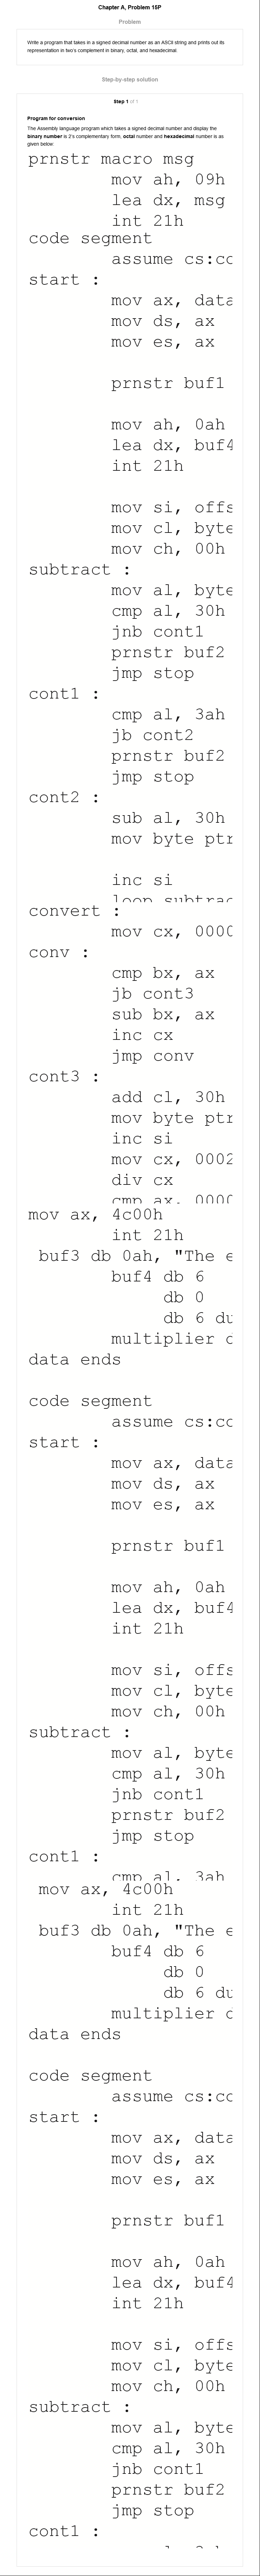 Chapter A, Problem 15P
Problem
Write a program that takes in a signed decimal number as an ASCII string and prints out its
representation in two's complement in binary, octal, and hexadecimal.
Step-by-step solution
Step 1 of 1
Program for conversion
The Assembly language program which takes a signed decimal number and display the
binary number is 2's complementary form, octal number and hexadecimal number is as
given below:
prnstr macro msg
mov ah, 09h
lea dx, msg
int 21h
code segment
assume cs:co
start :
mov ax, data
mov ds, ax
mov es, ax
prnstr buf1
mov ah, 0ah
lea dx, buf4
int 21h
mov si, offs
mov cl, byte
mov ch, 00h
subtract :
mov al, byte
cmp al, 30h
jnb cont1
prnstr buf2
jmp stop
cont1 :
cmp al, 3ah
jb cont2
prnstr buf2
jmp stop
cont2 :
sub al, 30h
mov byte ptr
inc si
loop subtrac
convert :
mov cx, 0000
conv :
cmp bx, ax
jb cont3
sub bx, ax
inc cx
jmp conv
cont3 :
add cl, 30h
mov byte ptr
inc si
mov cx, 0002
div cx
cmp ax, 0000
mov ax, 4c00h
int 21h
buf3 db 0ah, "The e
buf4 db 6
db 0
db 6 du
multiplier d
data ends
code segment
assume cs:co
start :
mov ax, data
mov ds, ax
mov es, ax
prnstr buf1
mov ah, 0ah
lea dx, buf4
int 21h
mov si, offs
mov cl, byte
mov ch, 00h
subtract :
mov al, byte
cmp al, 30h
jnb cont1
prnstr buf2
jmp stop
cont1 :
cmp al, 3ah
mov ax, 4c00h
int 21h
buf3 db 0ah, "The e
buf4 db 6
db 0
db 6 du
multiplier d
data ends
code segment
assume cs:co
start :
mov ax, data
mov ds, ax
mov es, ax
prnstr buf1
mov ah, 0ah
lea dx, buf4
int 21h
mov si, offs
mov cl, byte
mov ch, 00h
subtract :
mov al, byte
cmp al, 30h
jnb cont1
prnstr buf2
jmp stop
cont1 :